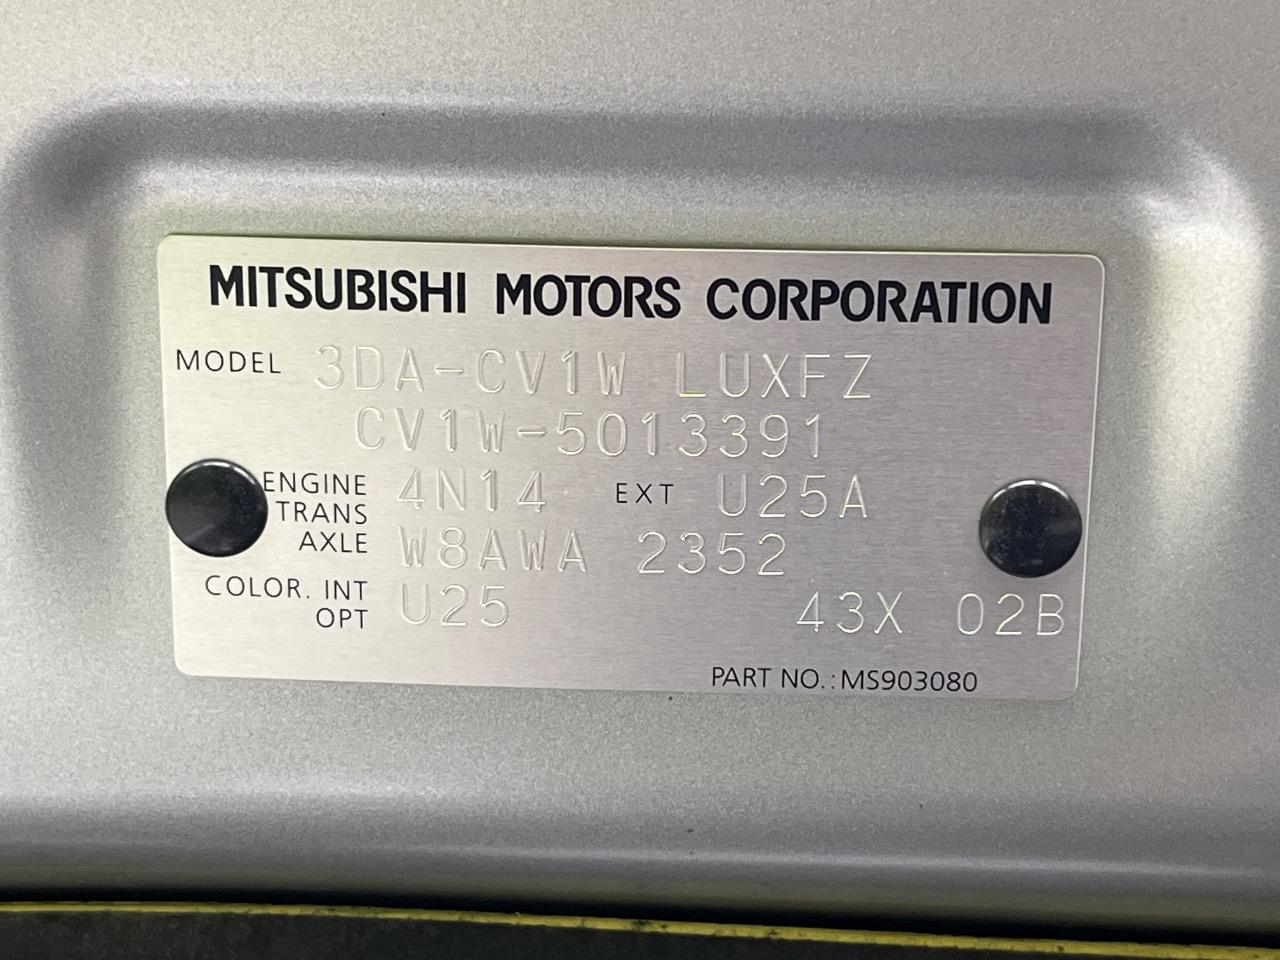 MITSUBISHI MOTORS CORPORATION
MODEL 3DA-CV1W LUXFZ
CV1W-5013391
ENGINE 4N14 EXT U25A
TRANS
AXLE W8AWA 2352
COLOR. INT U25
OPT 43X 02B
PART NO.:MS903080